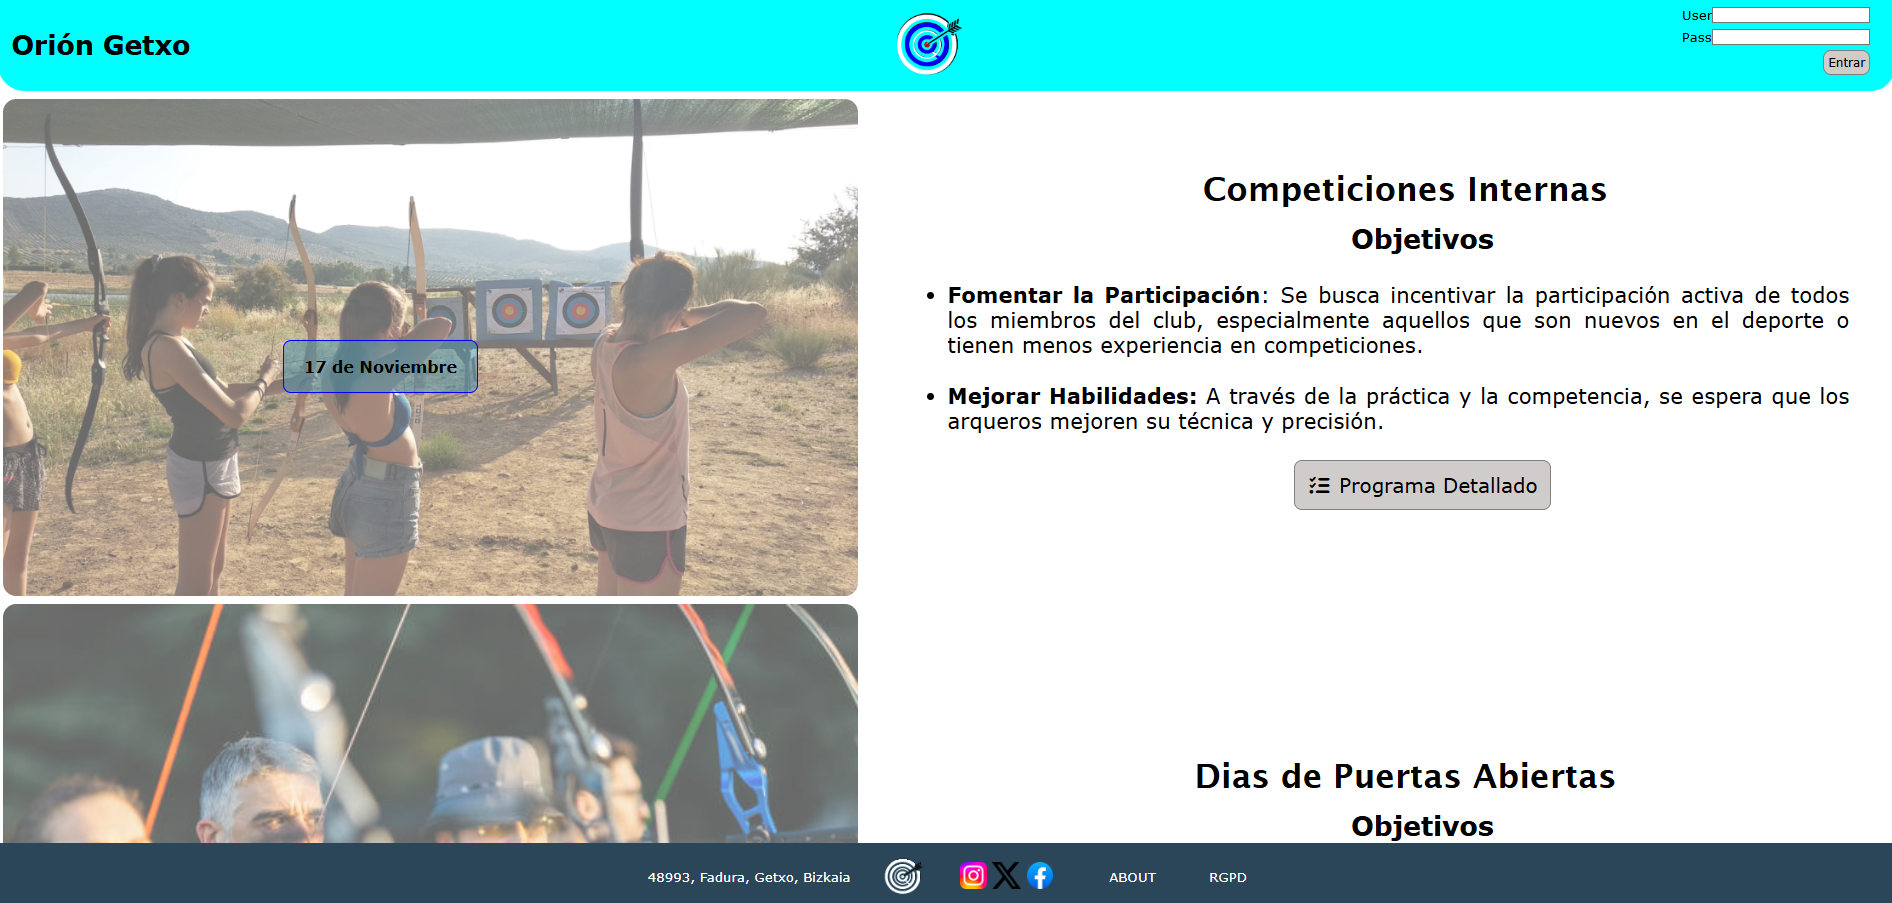 Orión Getxo
User
Pass
Entrar
17 de Noviembre
Competiciones Internas
Objetivos
• Fomentar la Participación: Se busca incentivar la participación activa de todos
los miembros del club, especialmente aquellos que son nuevos en el deporte o
tienen menos experiencia en competiciones.
• Mejorar Habilidades: A través de la práctica y la competencia, se espera que los
arqueros mejoren su técnica y precisión.
Programa Detallado
Dias de Puertas Abiertas
Objetivos
48993, Fadura, Getxo, Bizkaia
ABOUT
RGPD